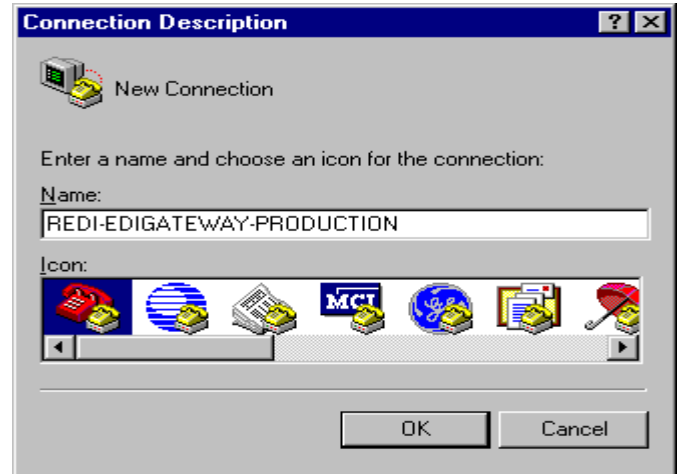 Connection Description
New Connection
Enter a name and choose an icon for the connection:
Name:
REDI-EDIGATEWAY-PRODUCTION
Icon:
MCI
OK Cancel